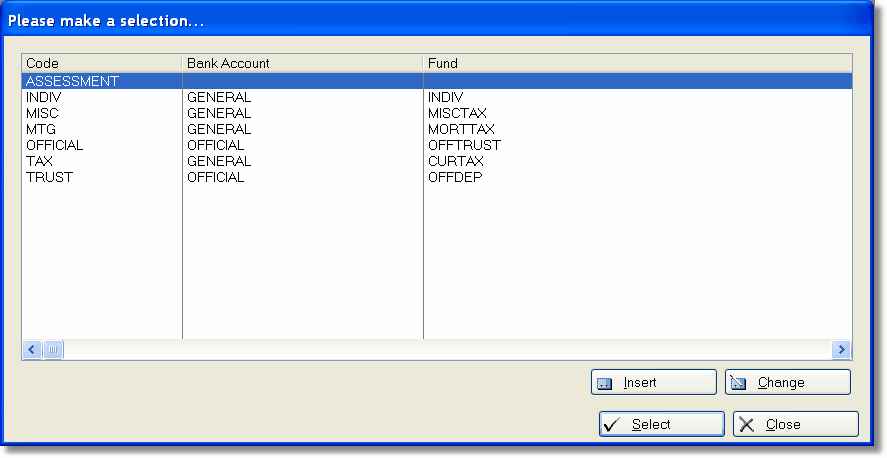 Please make a selection...
Code Bank Account Fund
ASSESSMENT
INDIV GENERAL INDIV
MISC GENERAL MISCTAX
MTG GENERAL MORTTAX
OFFICIAL OFFICIAL OFFTRUST
TAX GENERAL CURTAX
TRUST OFFICIAL OFFDEP
Insert Change
Select Close